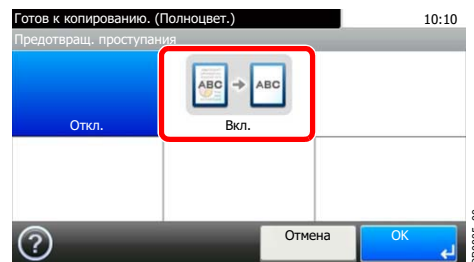 Готов к копированию. (Полноцвет.) 10:10
Предотвращ. проступания
ABC ABC
Откл. Вкл.
? Отмена OK